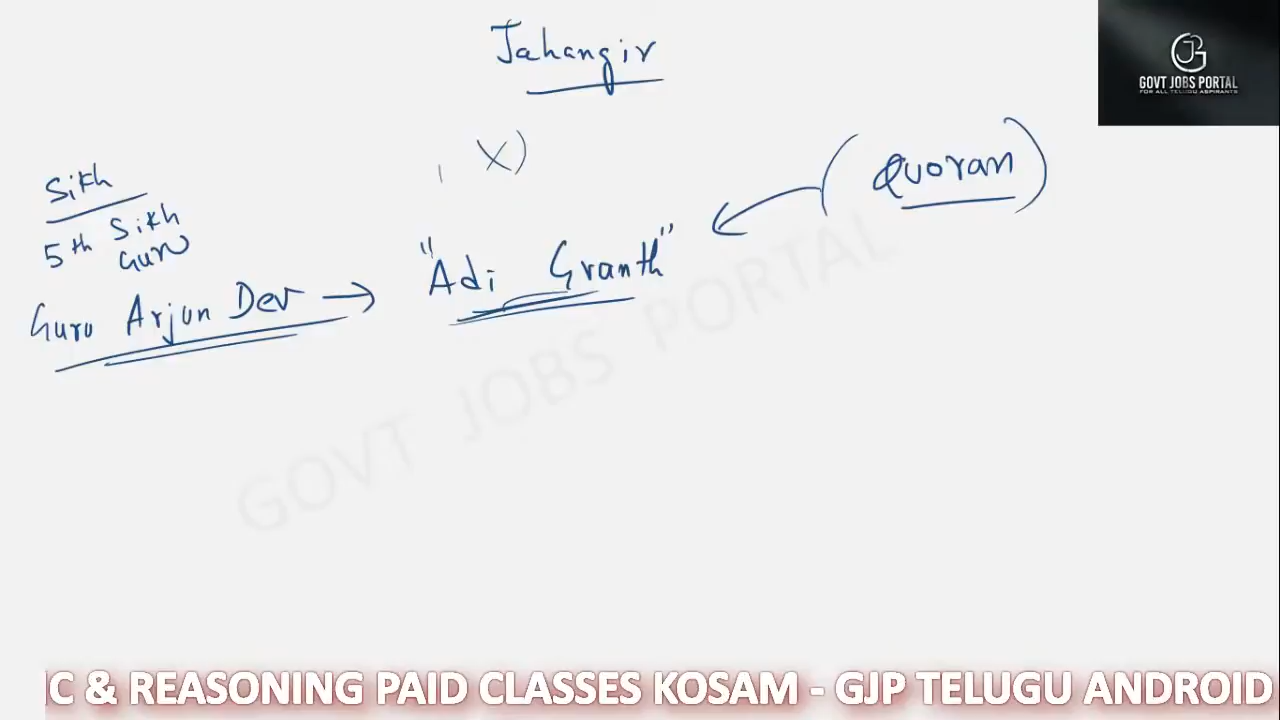 Jahangir
GOVT JOBS PORTAL
FOR ALL TELUGU ASPIRANTS
X)
(Quoran)
Sikh
5th Sikh
Guru
"Adi Granth"
Guru Arjun Dev →
GOVT JOBS PORTAL
IC & REASONING PAID CLASSES KOSAM - GJP TELUGU ANDROID